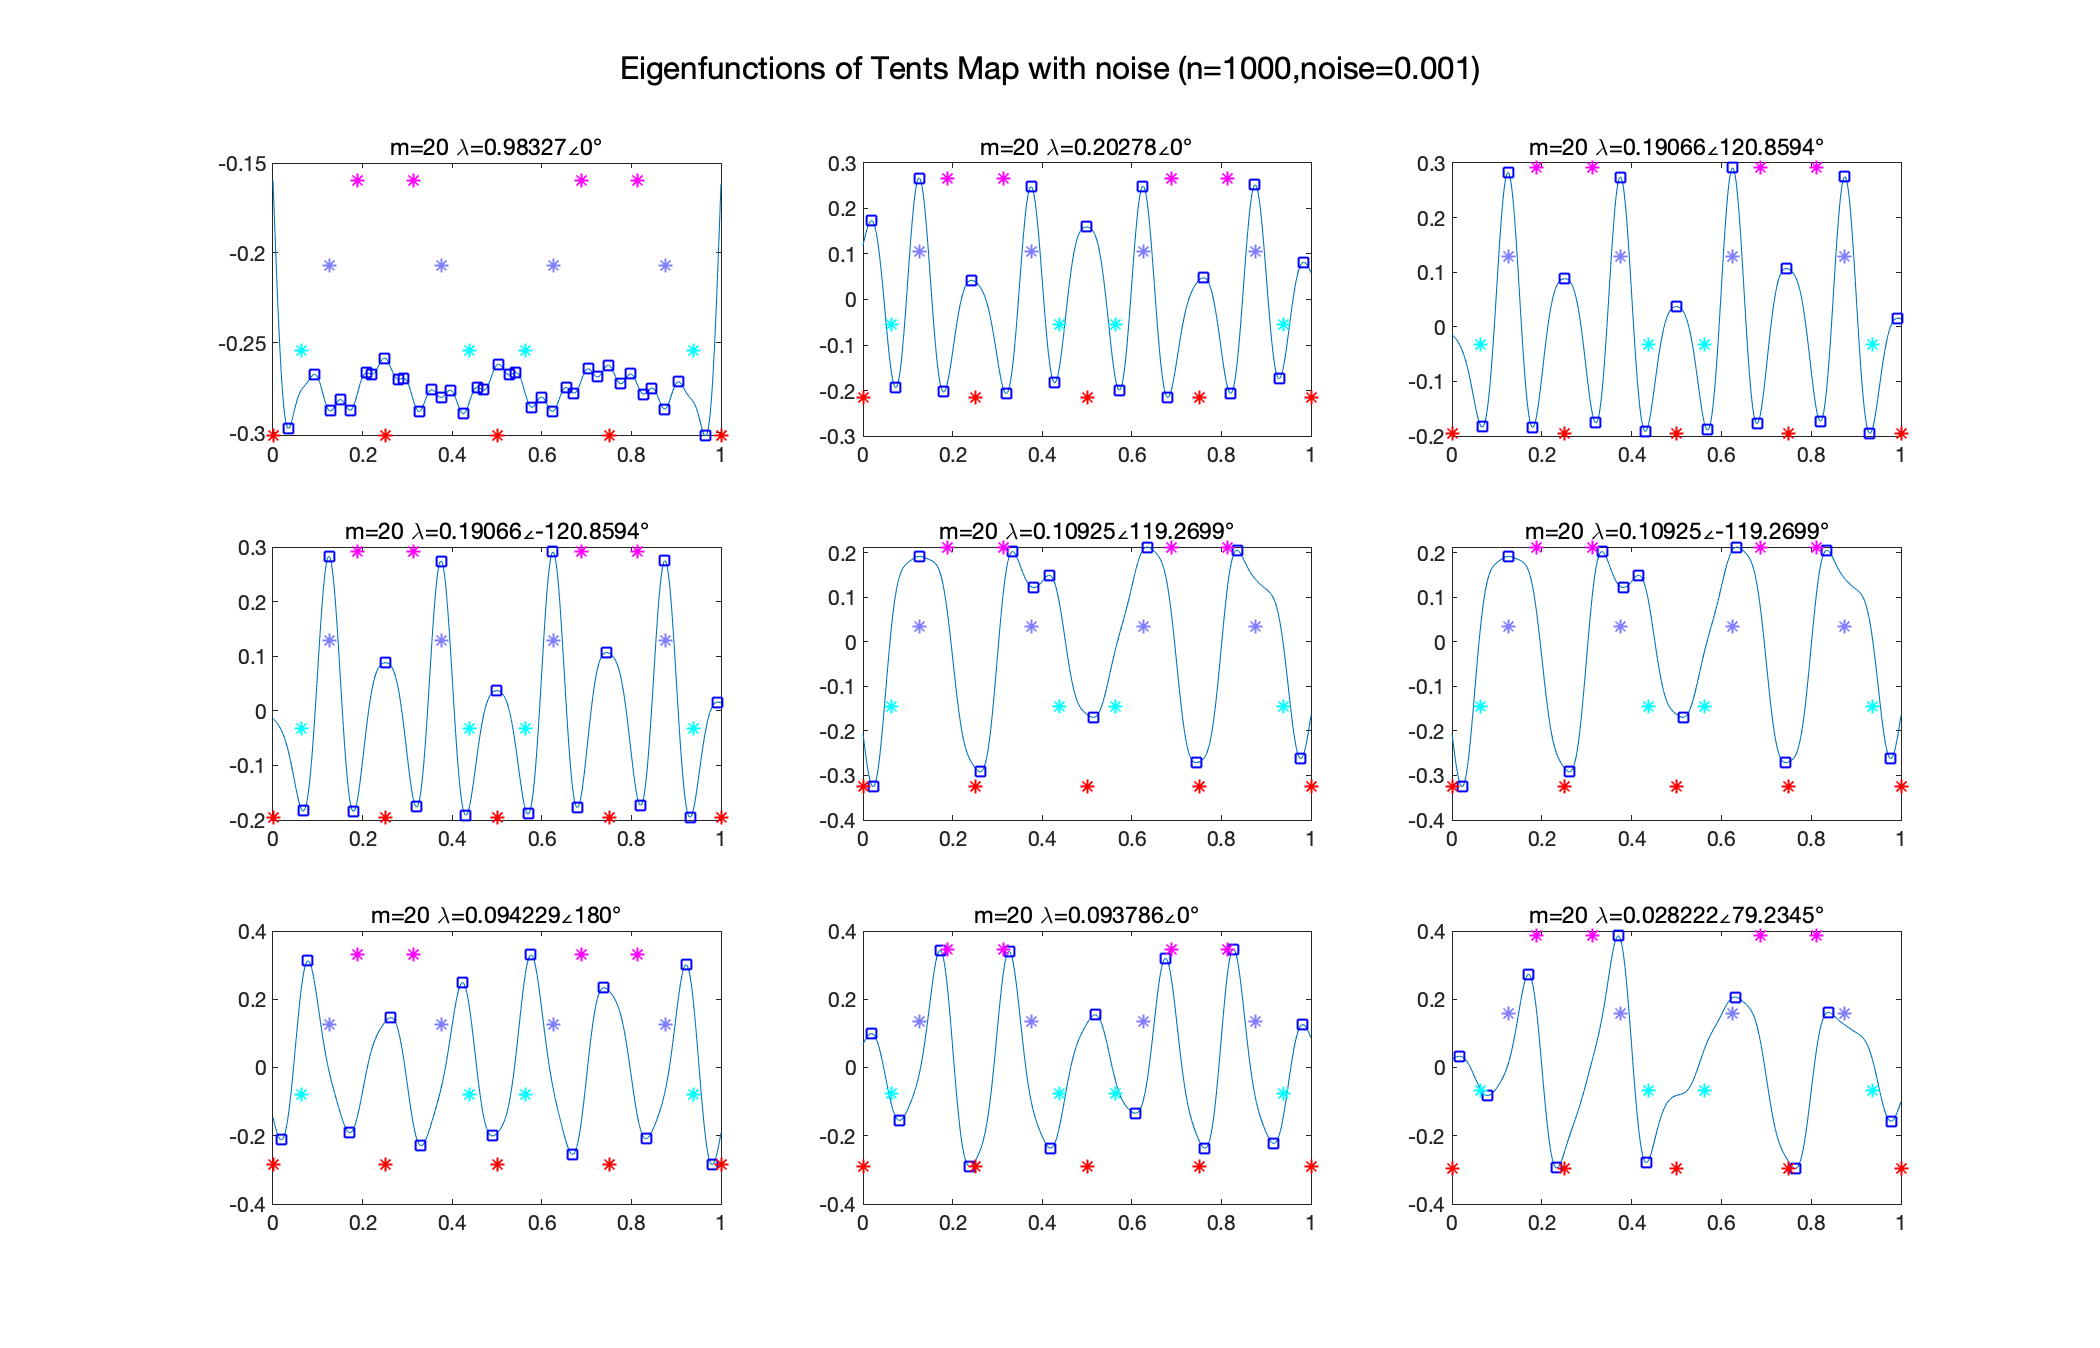 Eigenfunctions of Tents Map with noise (n=1000,noise=0.001)
m=20 λ=0.98327∠0°
-0.15
-0.2
-0.25
-0.3
0 0.2 0.4 0.6 0.8 1
m=20 λ=0.20278∠0°
0.3
0.2
0.1
0
-0.1
-0.2
-0.3
0 0.2 0.4 0.6 0.8 1
m=20 λ=0.19066∠120.8594°
0.3
0.2
0.1
0
-0.1
-0.2
0 0.2 0.4 0.6 0.8 1
m=20 λ=0.19066∠-120.8594°
0.3
0.2
0.1
0
-0.1
-0.2
0 0.2 0.4 0.6 0.8 1
m=20 λ=0.10925∠119.2699°
0.2
0.1
0
-0.1
-0.2
-0.3
-0.4
0 0.2 0.4 0.6 0.8 1
m=20 λ=0.10925∠-119.2699°
0.2
0.1
0
-0.1
-0.2
-0.3
-0.4
0 0.2 0.4 0.6 0.8 1
m=20 λ=0.094229∠180°
0.4
0.2
0
-0.2
-0.4
0 0.2 0.4 0.6 0.8 1
m=20 λ=0.093786∠0°
0.4
0.2
0
-0.2
-0.4
0 0.2 0.4 0.6 0.8 1
m=20 λ=0.028222∠79.2345°
0.4
0.2
0
-0.2
-0.4
0 0.2 0.4 0.6 0.8 1